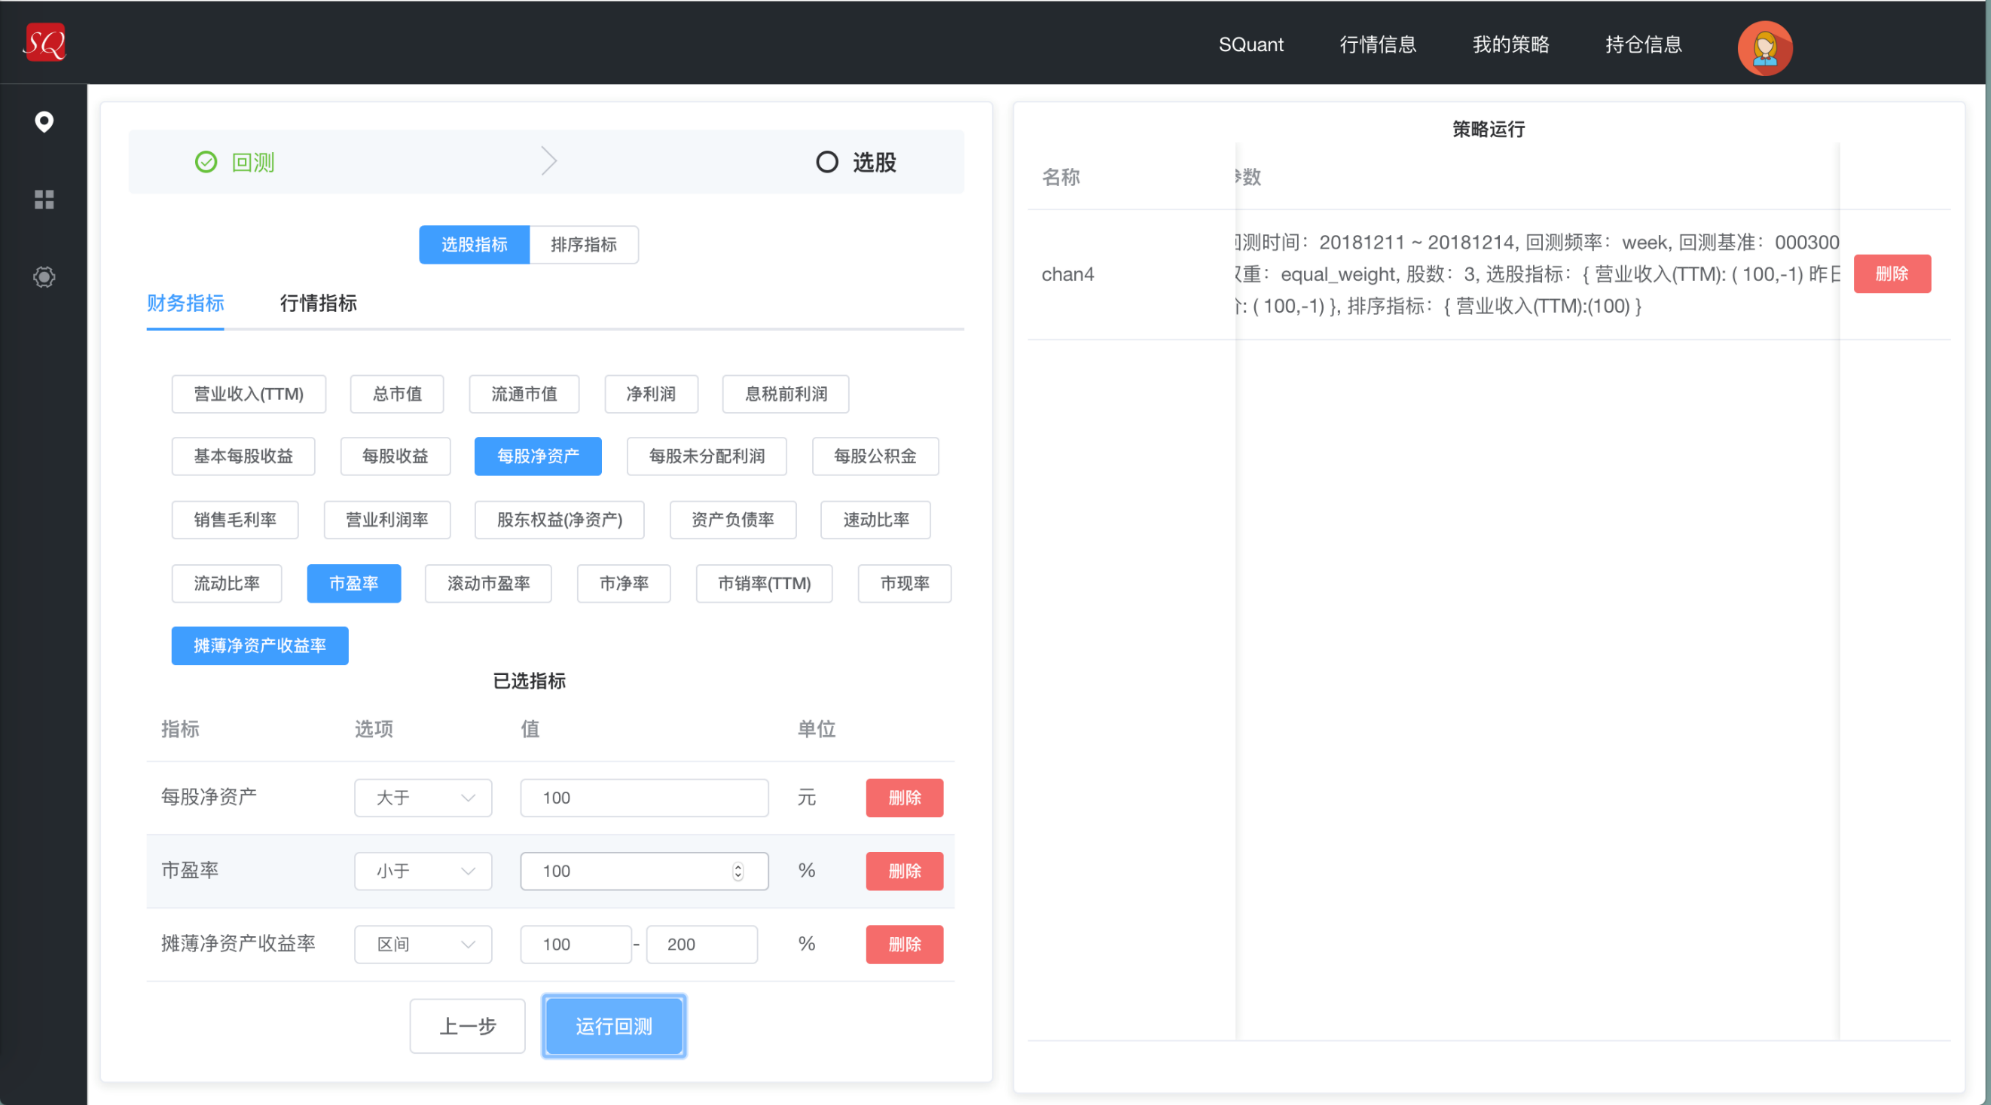 SQ
SQuant 行情信息 我的策略 持仓信息
回测 选股
选股指标 排序指标
财务指标 行情指标
营业收入(TTM) 总市值 流通市值 净利润 息税前利润
基本每股收益 每股收益 每股净资产 每股未分配利润 每股公积金
销售毛利率 营业利润率 股东权益(净资产) 资产负债率 速动比率
流动比率 市盈率 滚动市盈率 市净率 市销率(TTM) 市现率
摊薄净资产收益率
已选指标
指标 选项 值 单位
每股净资产 大于 100 元 删除
市盈率 小于 100 % 删除
摊薄净资产收益率 区间 100 - 200 % 删除
上一步 运行回测
策略运行
名称 数
测时间：20181211 ~ 20181214, 回测频率：week, 回测基准：000300
chan4 重：equal_weight, 股数：3, 选股指标：{ 营业收入(TTM): ( 100,-1) 昨 删除
: ( 100,-1) }, 排序指标：{ 营业收入(TTM):(100) }